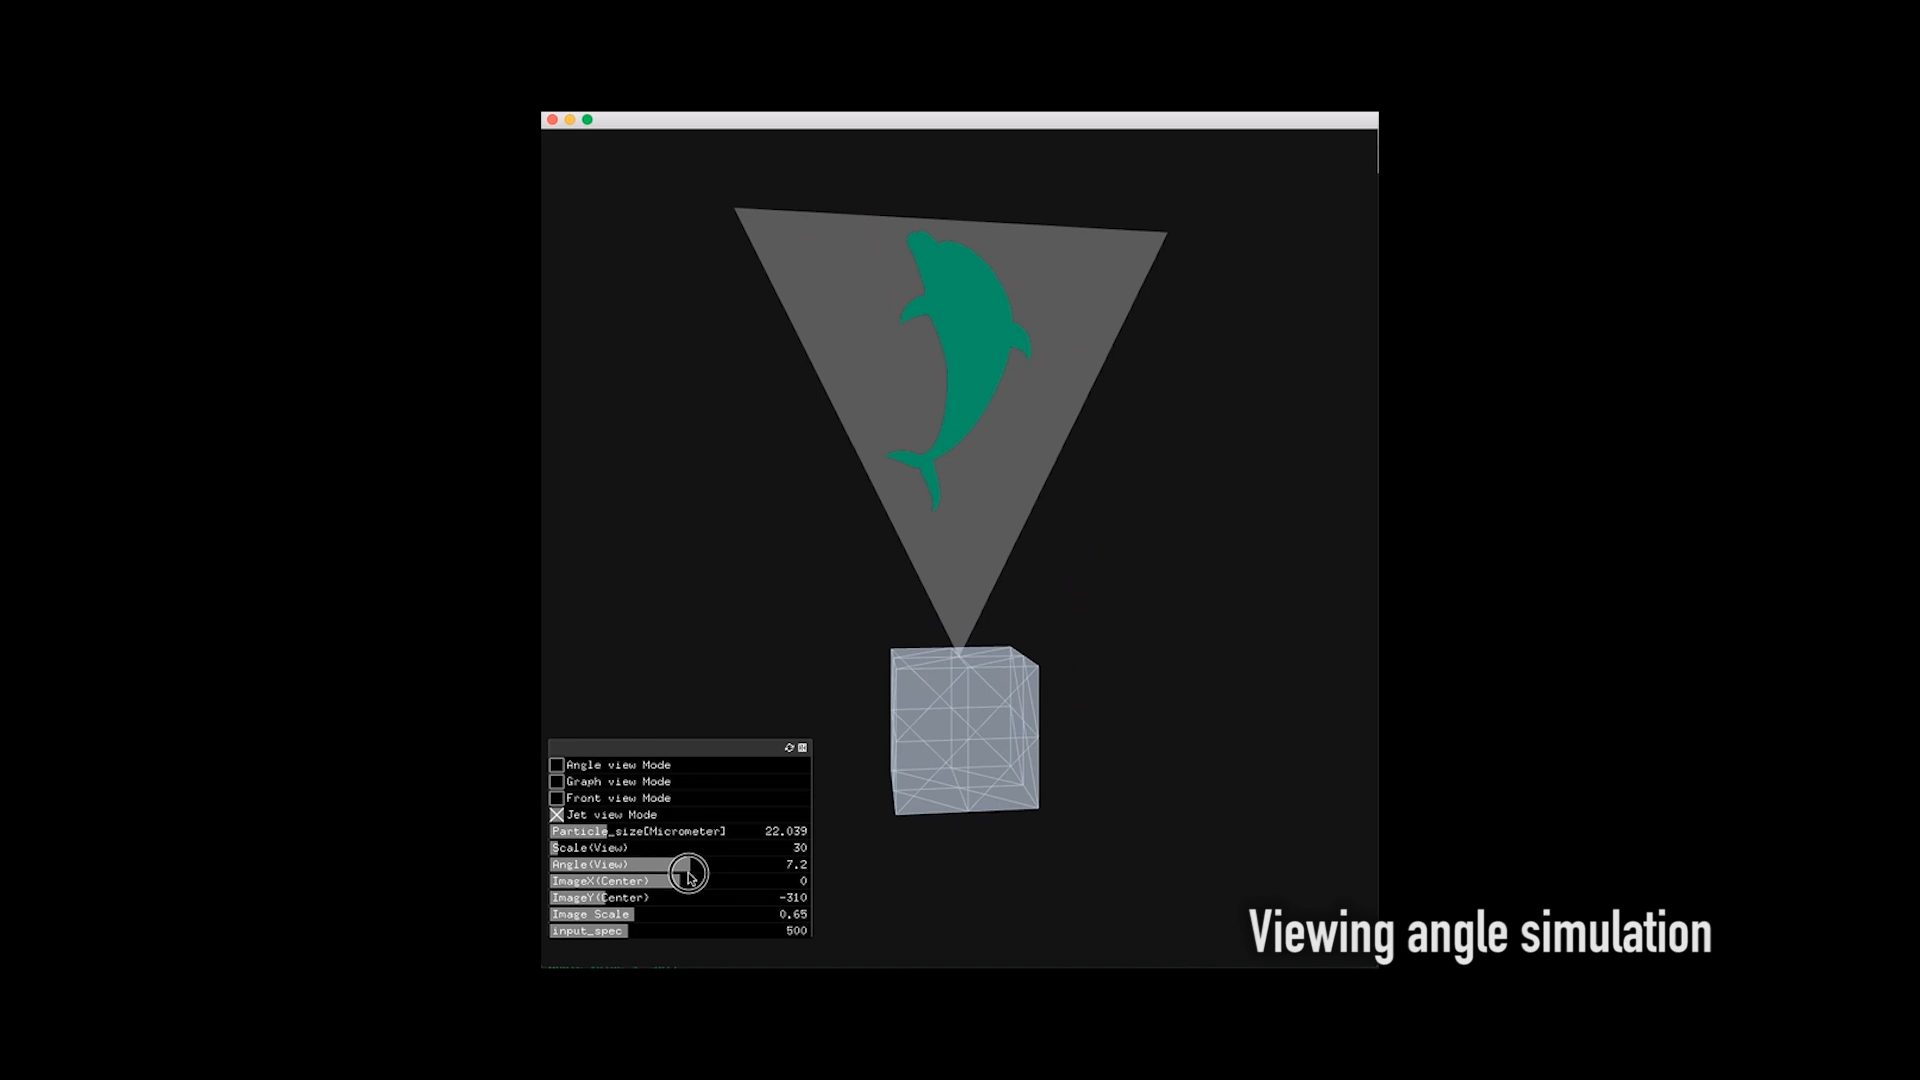 Angle view Mode
Graph view Mode
Front view Mode
Jet view Mode
Particle_size[Micrometer] 22.039
Scale(View) 30
Angle(View) 7.2
ImageX(Center) 0
ImageY(Center) -310
Image Scale 0.65
input_spec 500
Viewing angle simulation